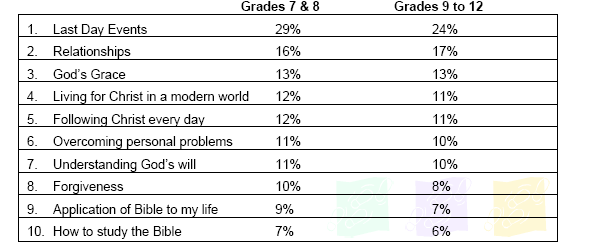 Grades 7 & 8 Grades 9 to 12
1. Last Day Events 29% 24%
2. Relationships 16% 17%
3. God's Grace 13% 13%
4. Living for Christ in a modern world 12% 11%
5. Following Christ every day 12% 11%
6. Overcoming personal problems 11% 10%
7. Understanding God's will 11% 10%
8. Forgiveness 10% 8%
9. Application of Bible to my life 9% 7%
10. How to study the Bible 7% 6%